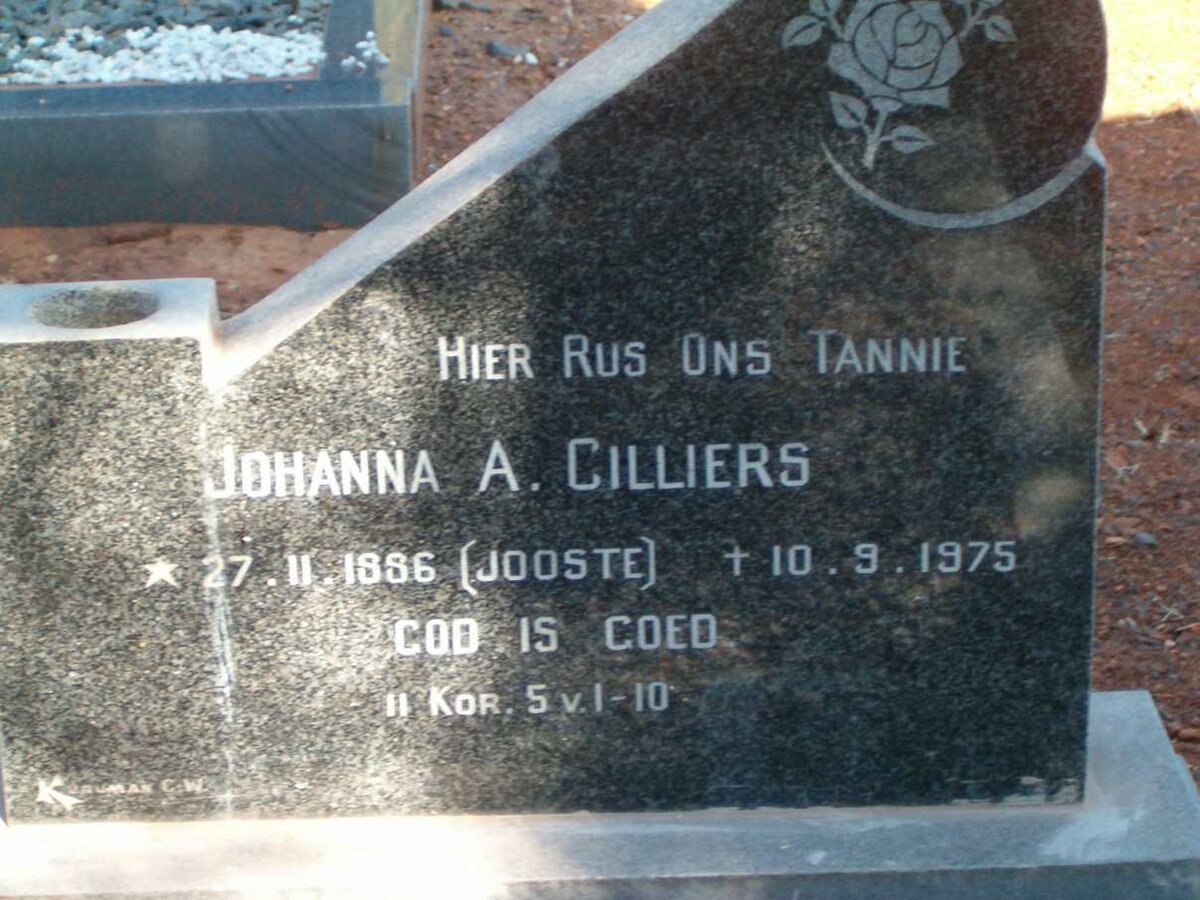 HIER RUS ONS TANNIE
JOHANNA A. CILLIERS
★ 27.11.1886 (JOOSTE) ✝ 10.9.1975
GOD IS GOED
II KOR. 5 V. 1-10
KURUMAN G.W.